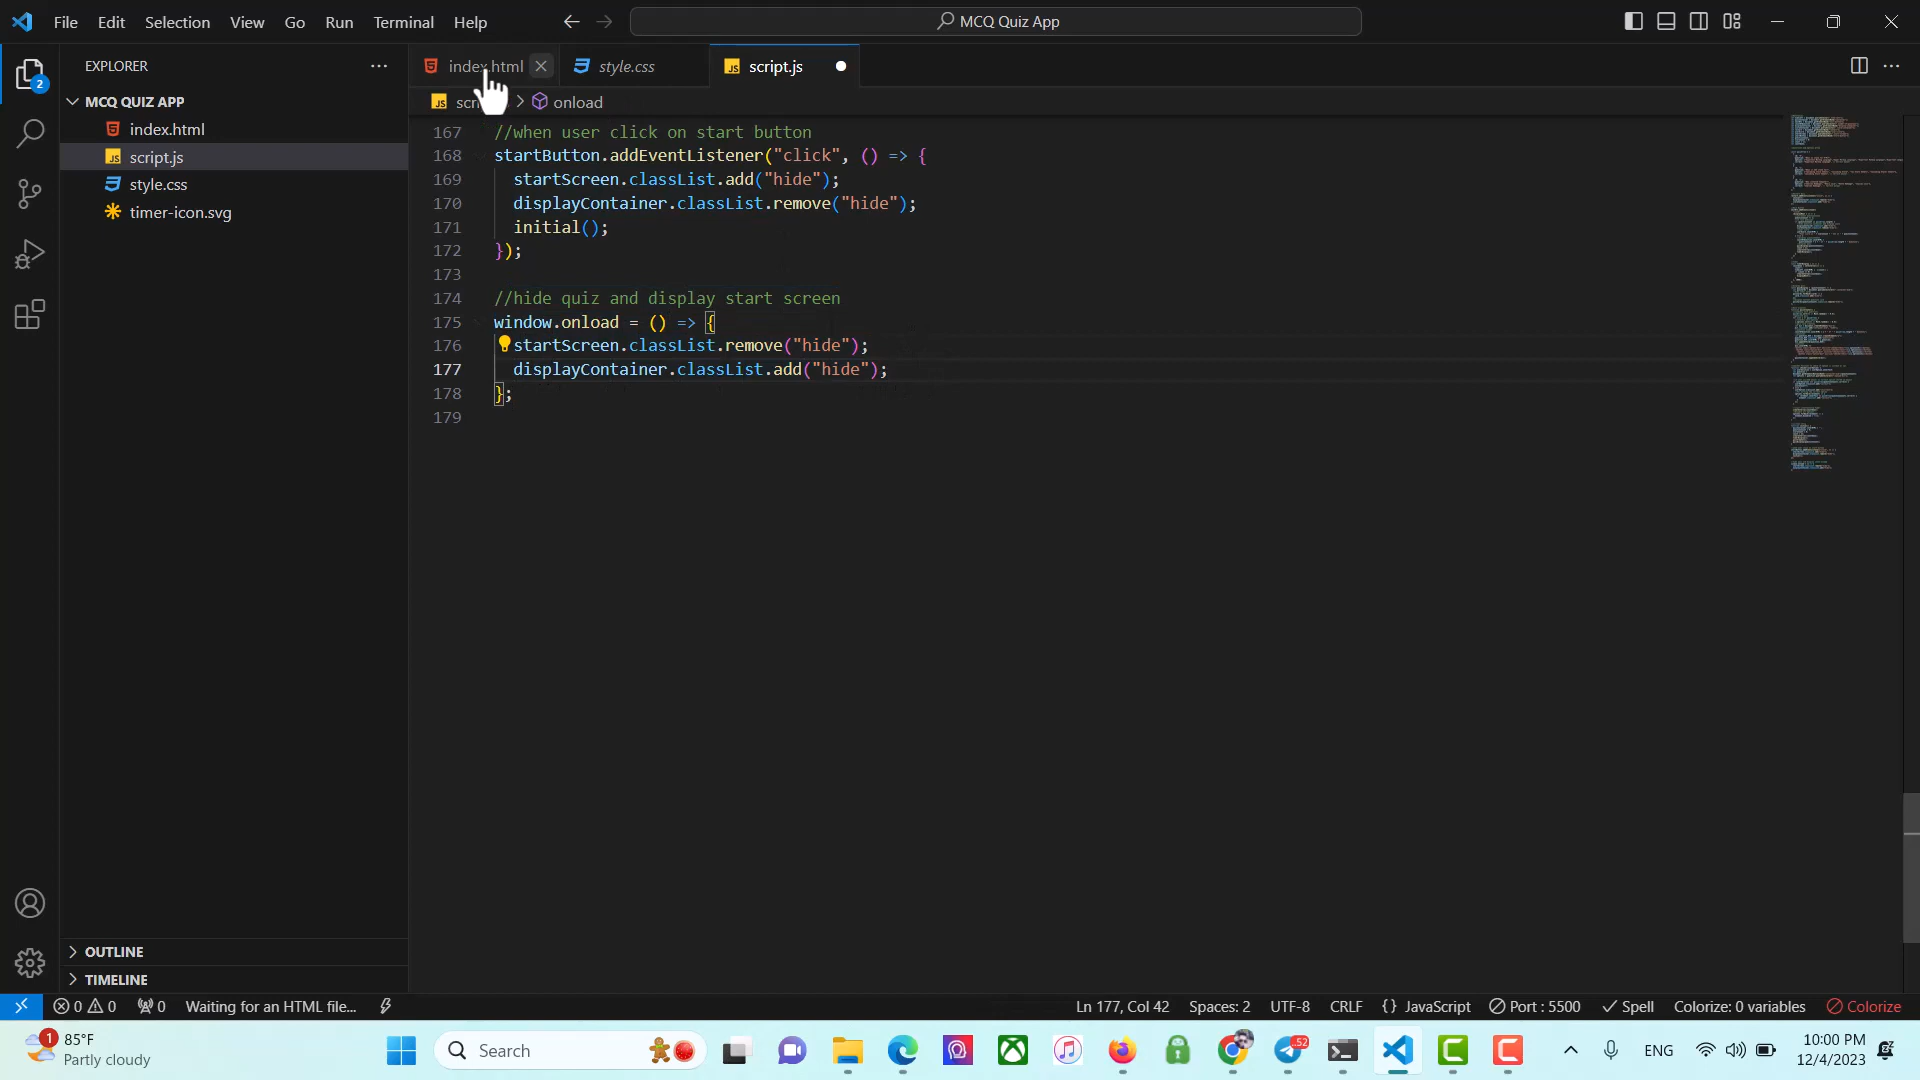 File Edit Selection View Go Run Terminal Help
MCQ Quiz App
EXPLORER
2
MCQ QUIZ APP
index.html
script.js
style.css
timer-icon.svg
OUTLINE
TIMELINE
index.html
style.css
script.js
onload
167 //when user click on start button
168 startButton.addEventListener("click", () => {
169 startScreen.classList.add("hide");
170 displayContainer.classList.remove("hide");
171 initial();
172 });
173
174 //hide quiz and display start screen
175 window.onload = () => {
176 startScreen.classList.remove("hide");
177 displayContainer.classList.add("hide");
178 };
179
0 0 0 Waiting for an HTML file... Ln 177, Col 42 Spaces: 2 UTF-8 CRLF {} JavaScript Port : 5500 Spell Colorize: 0 variables Colorize
1
85°F
Partly cloudy
Search
52
ENG
10:00 PM
12/4/2023